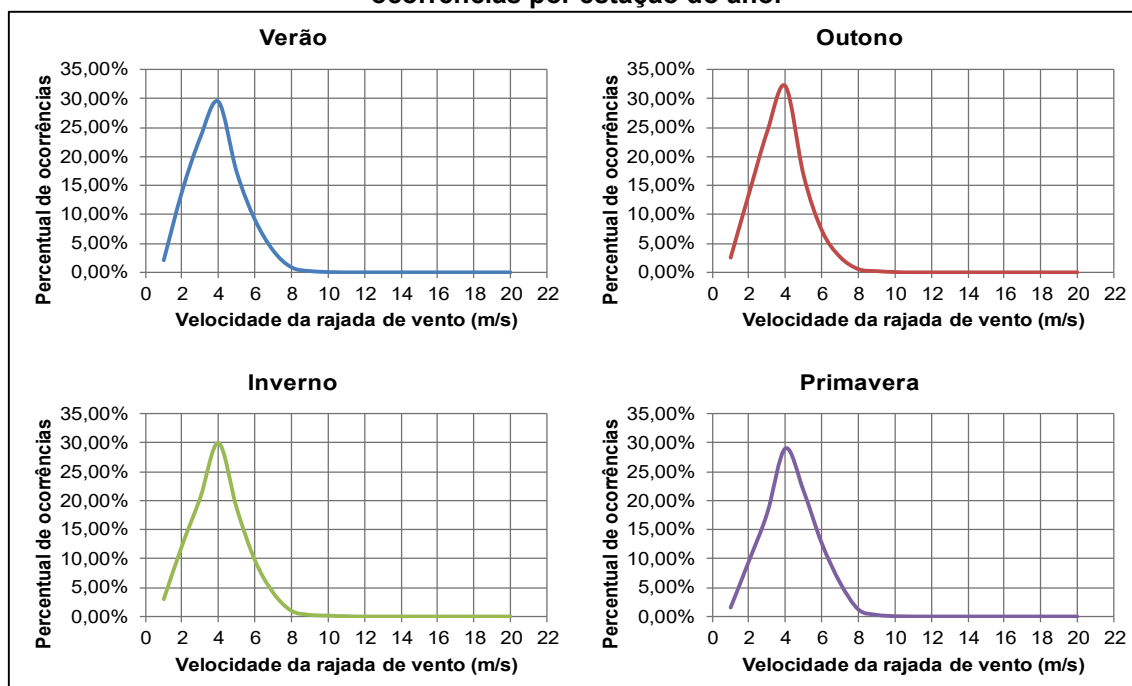 ocorrências por estação do ano.
Verão
Percentual de ocorrências
35,00%
30,00%
25,00%
20,00%
15,00%
10,00%
5,00%
0,00%
0 2 4 6 8 10 12 14 16 18 20 22
Velocidade da rajada de vento (m/s)
Outono
Percentual de ocorrências
35,00%
30,00%
25,00%
20,00%
15,00%
10,00%
5,00%
0,00%
0 2 4 6 8 10 12 14 16 18 20 22
Velocidade da rajada de vento (m/s)
Inverno
Percentual de ocorrências
35,00%
30,00%
25,00%
20,00%
15,00%
10,00%
5,00%
0,00%
0 2 4 6 8 10 12 14 16 18 20 22
Velocidade da rajada de vento (m/s)
Primavera
Percentual de ocorrências
35,00%
30,00%
25,00%
20,00%
15,00%
10,00%
5,00%
0,00%
0 2 4 6 8 10 12 14 16 18 20 22
Velocidade da rajada de vento (m/s)